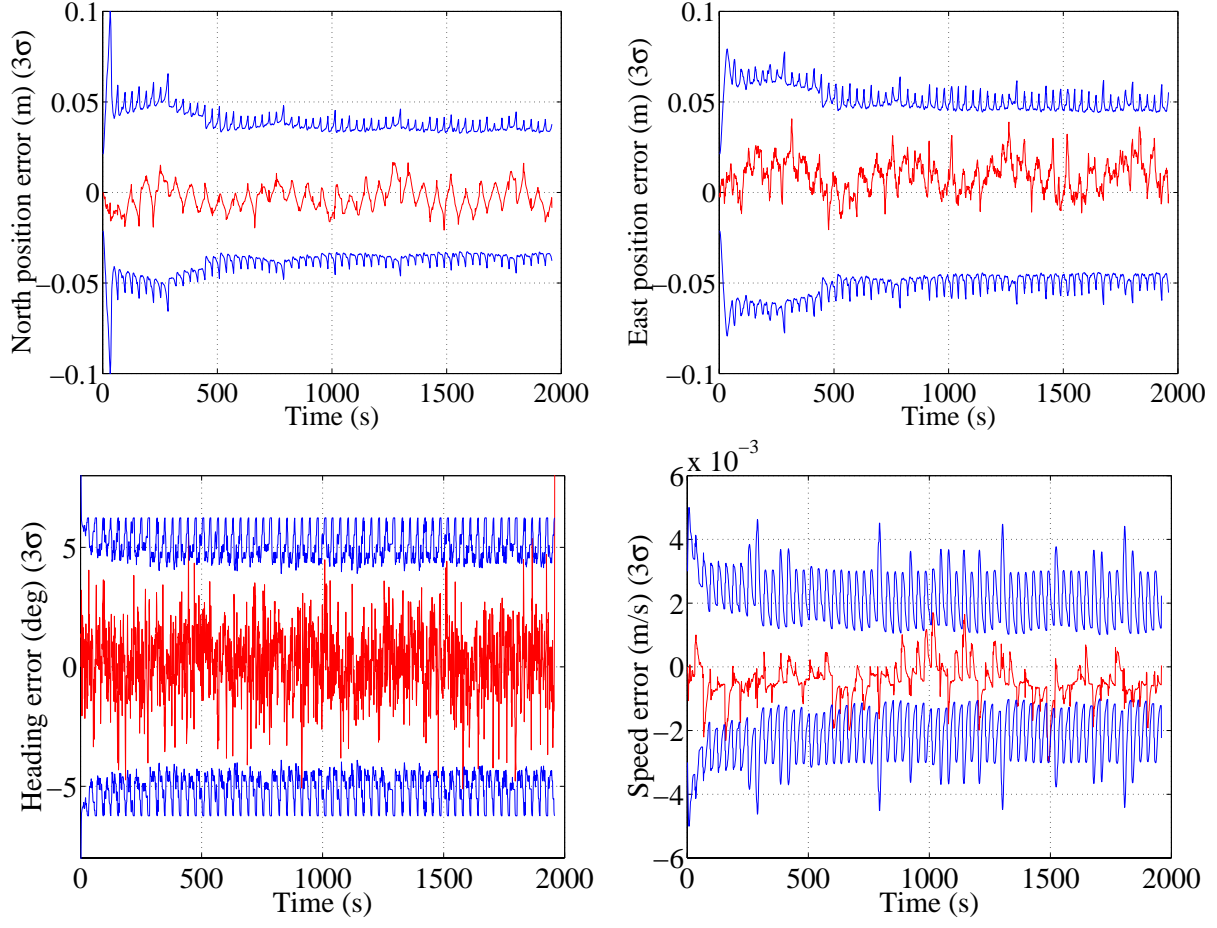 0.1
0.05
0
−0.05
−0.1
North position error (m) (3σ)
0 500 1000 1500 2000
Time (s)
0.1
0.05
0
−0.05
−0.1
East position error (m) (3σ)
0 500 1000 1500 2000
Time (s)
5
0
−5
Heading error (deg) (3σ)
0 500 1000 1500 2000
Time (s)
x 10−3
6
4
2
0
−2
−4
−6
Speed error (m/s) (3σ)
0 500 1000 1500 2000
Time (s)